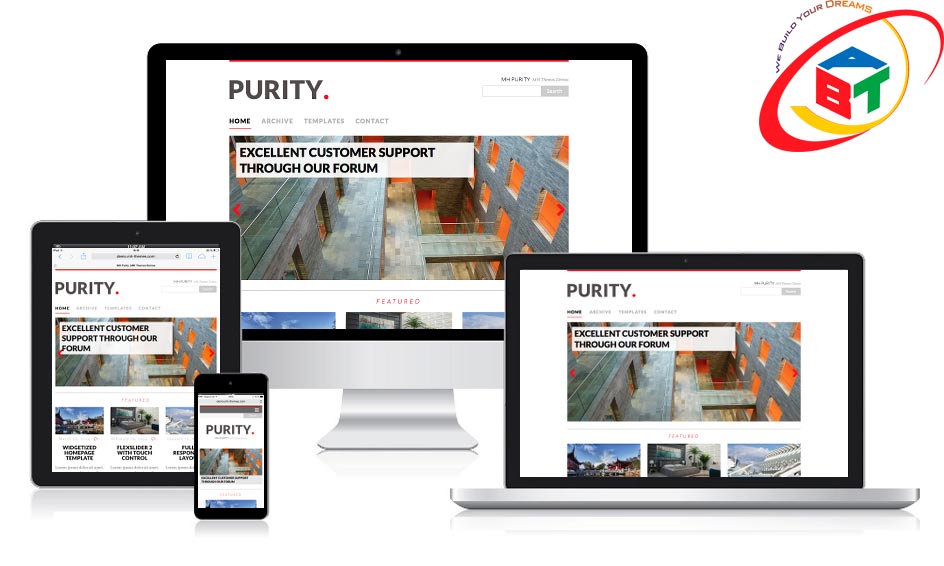 WE BUILD YOUR DREAMS
A
B T
PURITY.
MH PURITY
Search
HOME ARCHIVE TEMPLATES CONTACT
EXCELLENT CUSTOMER SUPPORT
THROUGH OUR FORUM
FEATURED
PURITY.
Search
HOME ARCHIVE TEMPLATES CONTACT
EXCELLENT CUSTOMER
SUPPORT THROUGH OUR
FORUM
FEATURED
WIDGETIZED
HOMEPAGE
TEMPLATE
FLEXSLIDER 2
WITH TOUCH
CONTROL
FULL
RESPON
LAYO
PURITY.
EXCELLENT CUSTOMER SUPPORT
THROUGH OUR FORUM
FEATURED
PURITY.
MH PURITY
Search
HOME ARCHIVE TEMPLATES CONTACT
EXCELLENT CUSTOMER SUPPORT
THROUGH OUR FORUM
FEATURED